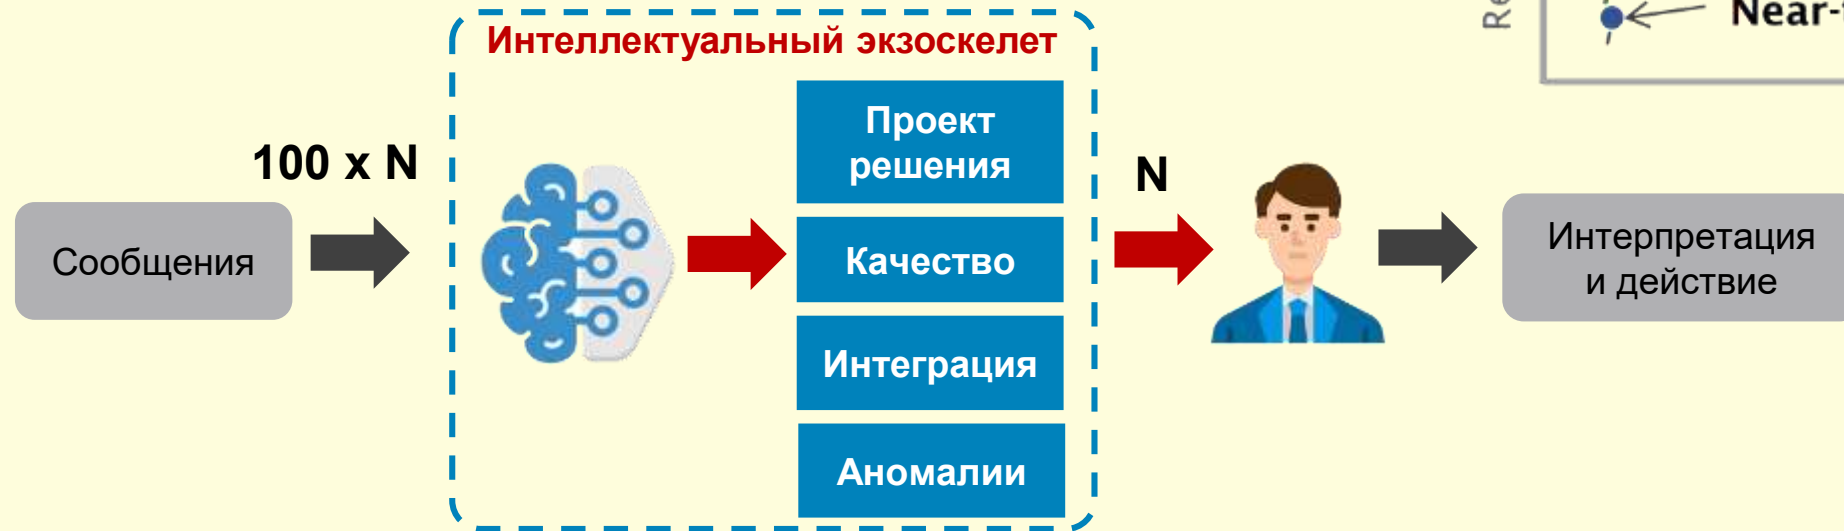 Интеллектуальный экзоскелет
Проект
решения
100 x N
N
Сообщения
Качество
Интерпретация
и действие
Интеграция
Аномалии